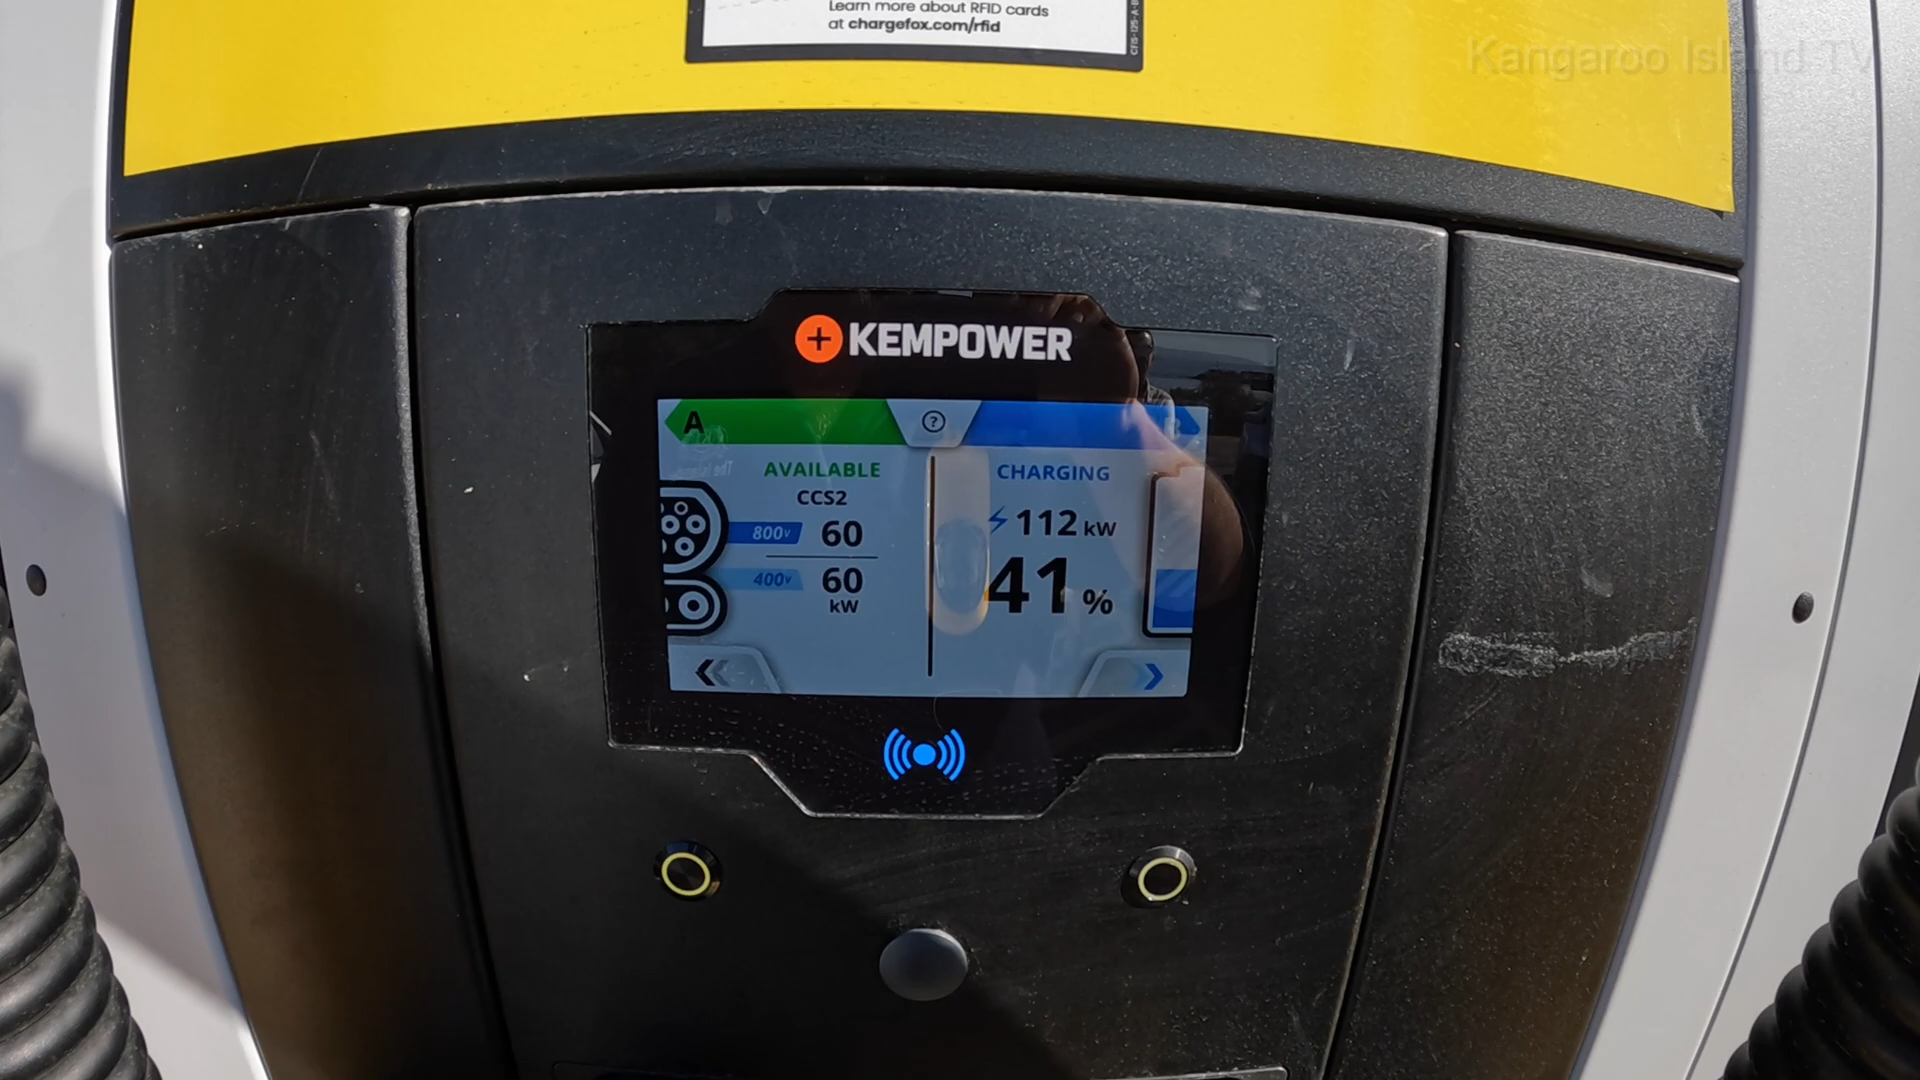 Learn more about RFID cards
at chargefox.com/rfid
Kangaroo Island TV
KEMPOWER
A
?
B
AVAILABLE
CHARGING
CCS2
800V 60
112 kW
400V 60
kW
41 %